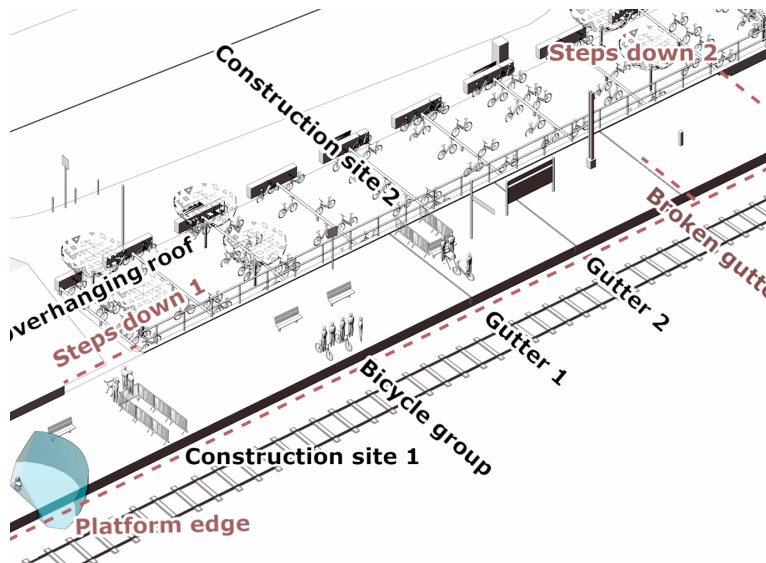 Steps down 2
Construction site 2
Broken gutte
overhanging roof
Steps down 1
Gutter 2
Gutter 1
Bicycle group
Construction site 1
Platform edge